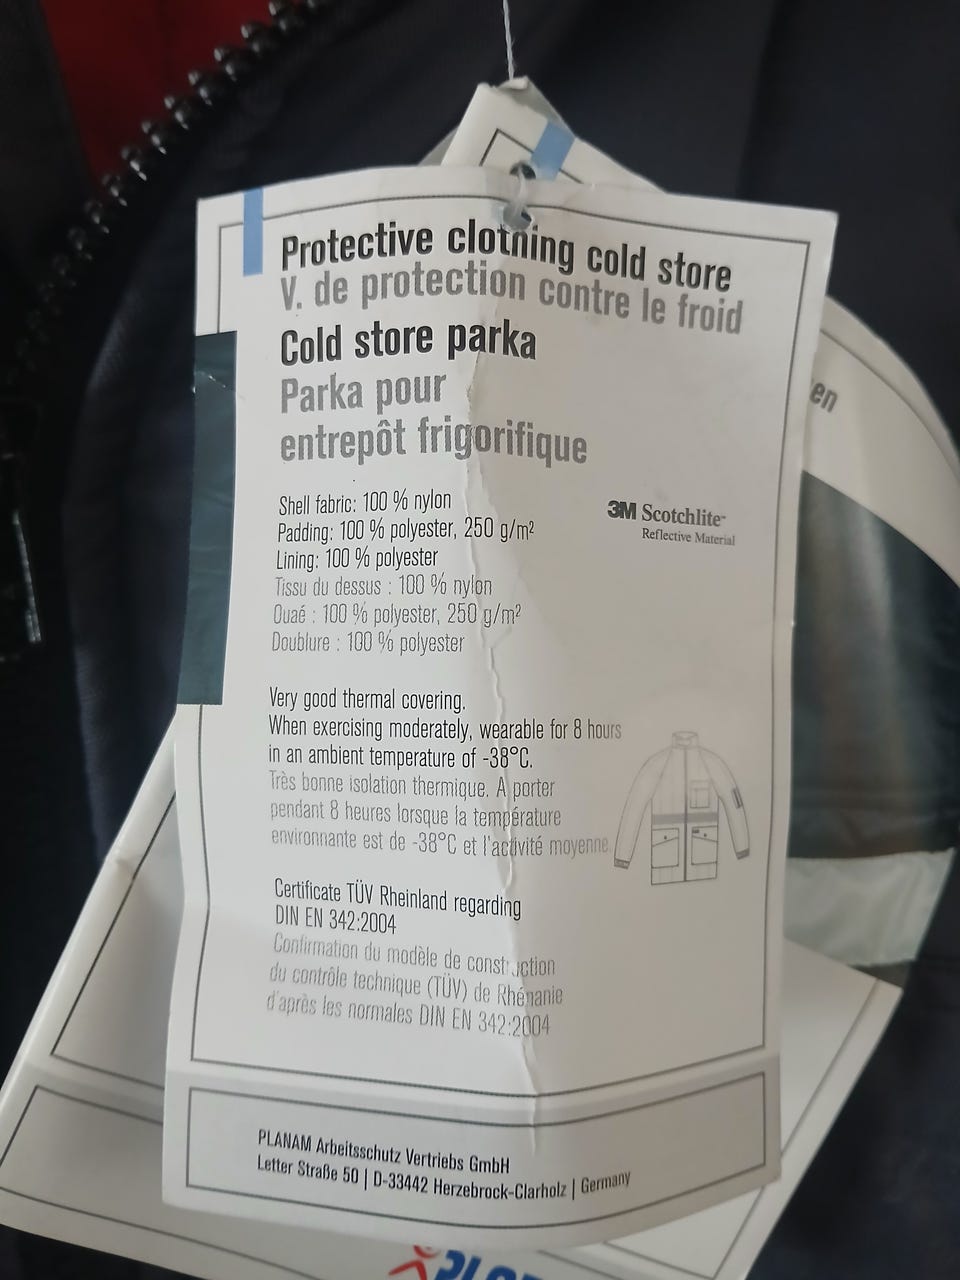 Protective clothing cold store
V. de protection contre le froid
Cold store parka
Parka pour
entrepôt frigorifique
Shell fabric: 100 % nylon
Padding: 100 % polyester, 250 g/m²
Lining: 100 % polyester
Tissu du dessus : 100 % nylon
Ouaé : 100 % polyester, 250 g/m²
Doublure : 100 % polyester
3M Scotchlite™
Reflective Material
Very good thermal covering.
When exercising moderately, wearable for 8 hours
in an ambient temperature of -38°C.
Très bonne isolation thermique. A porter
pendant 8 heures lorsque la température
environnante est de -38°C et l'activité moyenne.
Certificate TÜV Rheinland regarding
DIN EN 342:2004
Confirmation du modèle de construction
du contrôle technique (TÜV) de Rhénanie
d'après les normales DIN EN 342:2004
PLANAM Arbeitsschutz Vertriebs GmbH
Letter Straße 50 | D-33442 Herzebrock-Clarholz | Germany
en